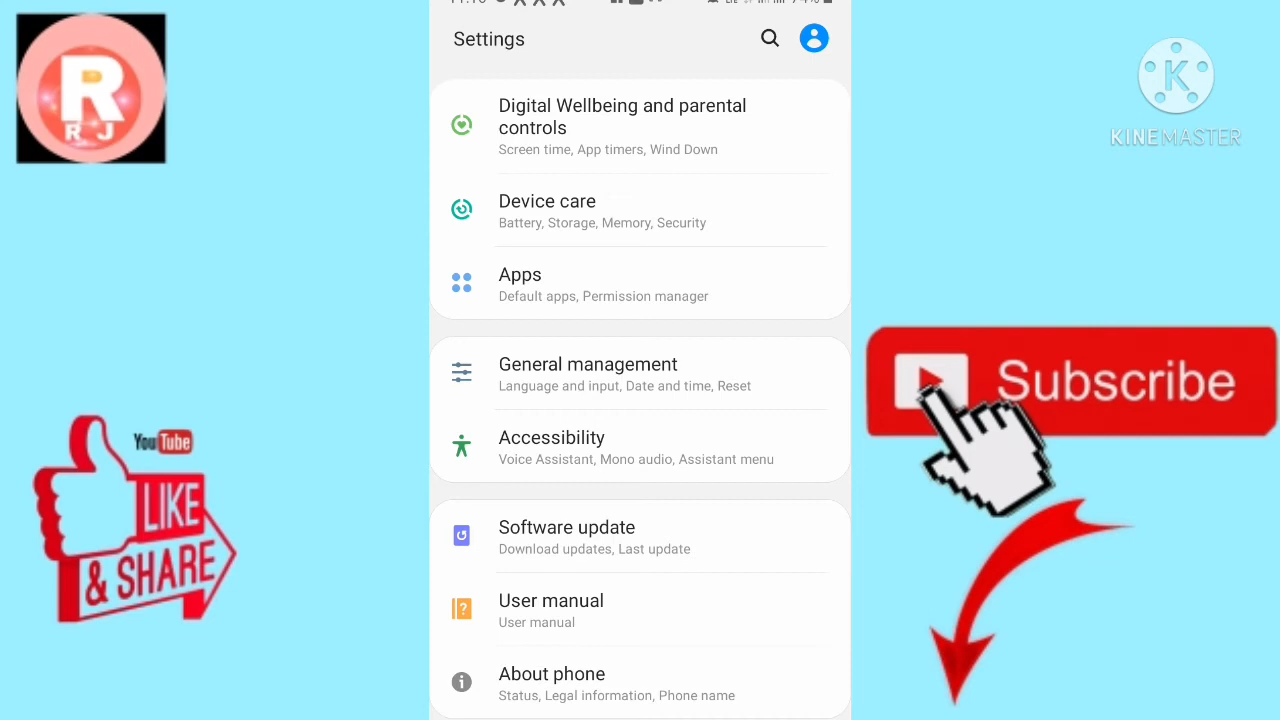 Settings
Digital Wellbeing and parental
controls
Screen time, App timers, Wind Down
Device care
Battery, Storage, Memory, Security
Apps
Default apps, Permission manager
General management
Language and input, Date and time, Reset
Accessibility
Voice Assistant, Mono audio, Assistant menu
Software update
Download updates, Last update
User manual
User manual
About phone
Status, Legal information, Phone name
R
R J
YouTube
LIKE
& SHARE
K
KINEMASTER
Subscribe